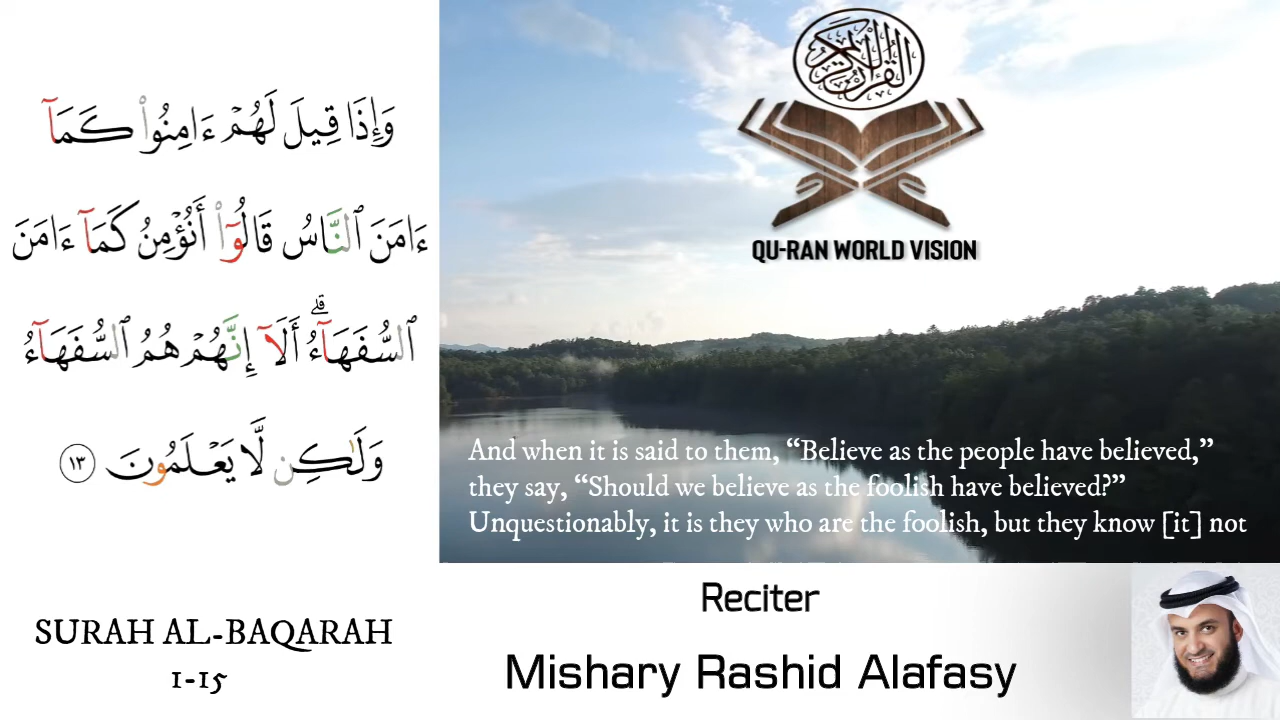 وَإِذَا قِيلَ لَهُمْ ءَامِنُوا۟ كَمَآ
ءَامَنَ ٱلنَّاسُ قَالُوٓا۟ أَنُؤْمِنُ كَمَآ ءَامَنَ
ٱلسُّفَهَآءُ ۗ أَلَآ إِنَّهُمْ هُمُ ٱلسُّفَهَآءُ
وَلَٰكِن لَّا يَعْلَمُونَ ١٣
SURAH AL-BAQARAH
1-15
القرآن الكريم
QU-RAN WORLD VISION
And when it is said to them, “Believe as the people have believed,”
they say, “Should we believe as the foolish have believed?”
Unquestionably, it is they who are the foolish, but they know [it] not
Reciter
Mishary Rashid Alafasy